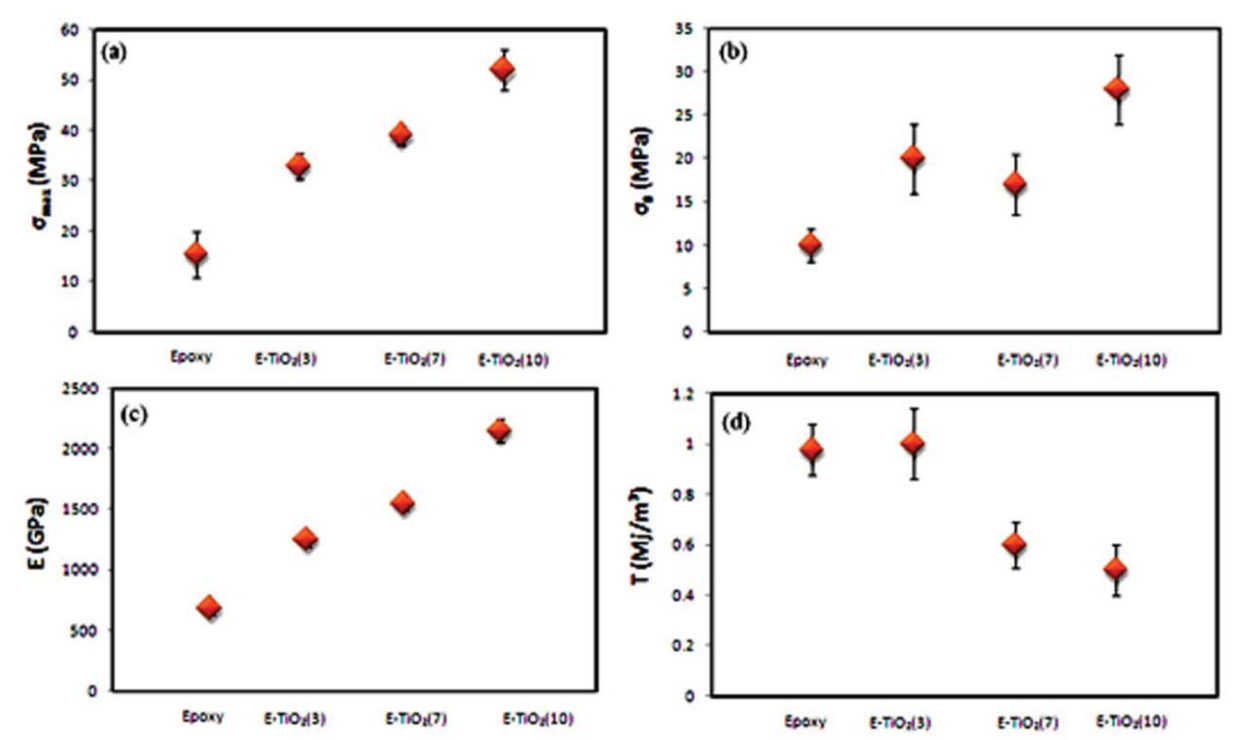 (a)
σmax (MPa)
60
50
40
30
20
10
0
Epoxy E-TiO₂(3) E-TiO₂(7) E-TiO₂(10)
(b)
(MPa)
35
30
25
20
15
10
5
0
Epoxy E-TiO₂(3) E-TiO₂(7) E-TiO₂(10)
(c)
E (GPa)
2500
2000
1500
1000
500
0
Epoxy E-TiO₂(3) E-TiO₂(7) E-TiO₂(10)
(d)
T (Mj/m³)
1.2
1
0.8
0.6
0.4
0.2
0
Epoxy E-TiO₂(3) E-TiO₂(7) E-TiO₂(10)